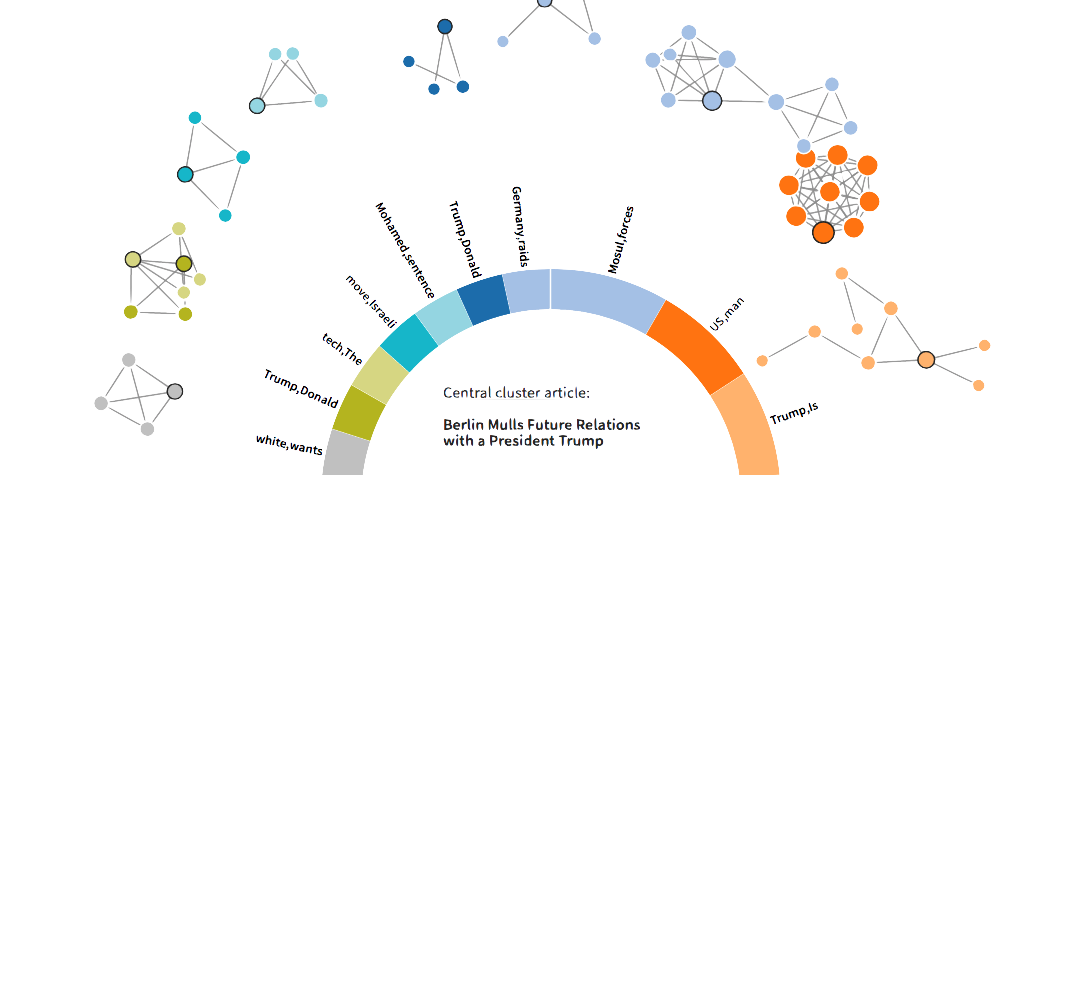 white,wants
Trump,Donald
tech,The
move,Israeli
Mohamed,sentence
Trump,Donald
Germany,raids
Mosul,forces
US,man
Trump,Is
Central cluster article:
Berlin Mulls Future Relations
with a President Trump